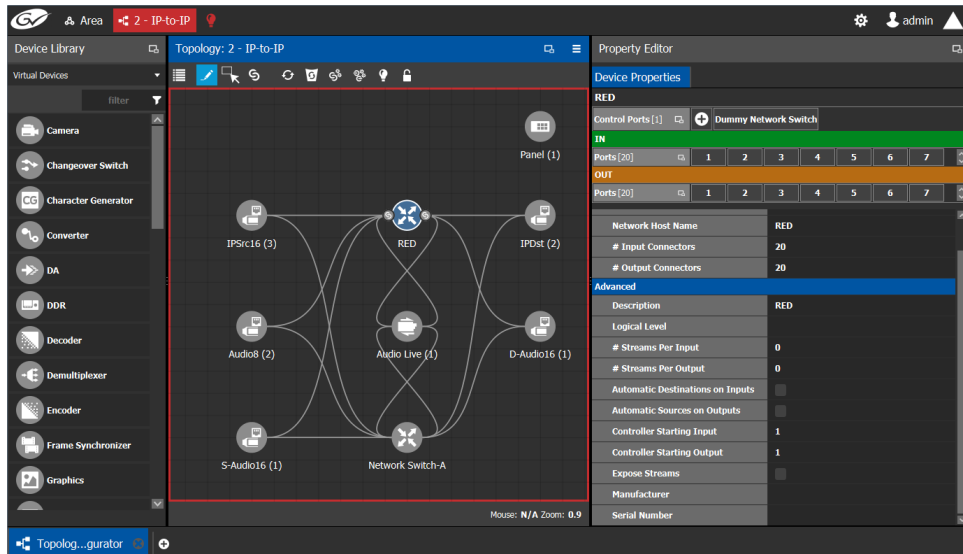 GV Area 2 - IP-to-IP admin
Device Library Topology: 2 - IP-to-IP Property Editor
Virtual Devices
filter
Camera
Changeover Switch
CG Character Generator
Converter
DA
DDR
Decoder
Demultiplexer
Encoder
Frame Synchronizer
Graphics
Panel (1)
IPSrc16 (3) RED IPDst (2)
Audio8 (2) Audio Live (1) D-Audio16 (1)
S-Audio16 (1) Network Switch-A
Mouse: N/A Zoom: 0.9
Device Properties
RED
Control Ports [1] Dummy Network Switch
IN
Ports [20] 1 2 3 4 5 6 7
OUT
Ports [20] 1 2 3 4 5 6 7
Network Host Name RED
# Input Connectors 20
# Output Connectors 20
Advanced
Description RED
Logical Level
# Streams Per Input 0
# Streams Per Output 0
Automatic Destinations on Inputs
Automatic Sources on Outputs
Controller Starting Input 1
Controller Starting Output 1
Expose Streams
Manufacturer
Serial Number
Topolog...gurator